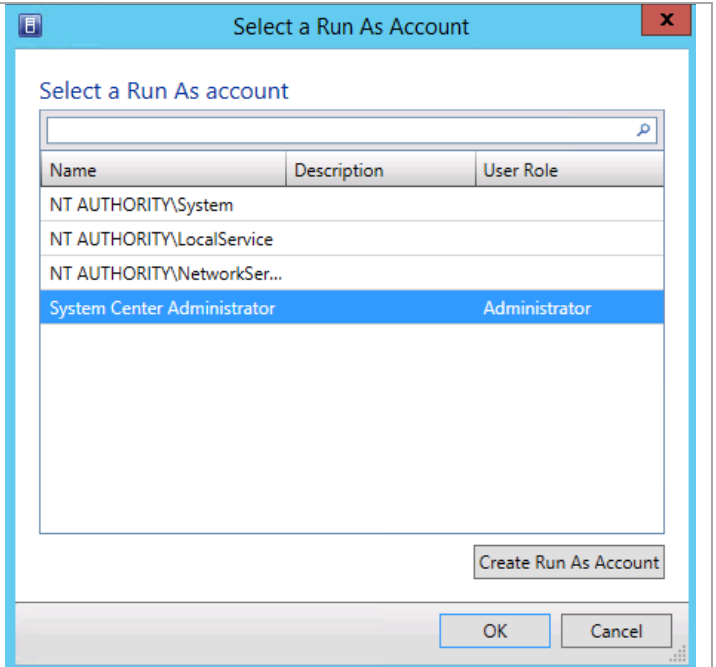 Select a Run As Account
x
Select a Run As account
Name Description User Role
NT AUTHORITY\System
NT AUTHORITY\LocalService
NT AUTHORITY\NetworkSer...
System Center Administrator Administrator
Create Run As Account
OK Cancel